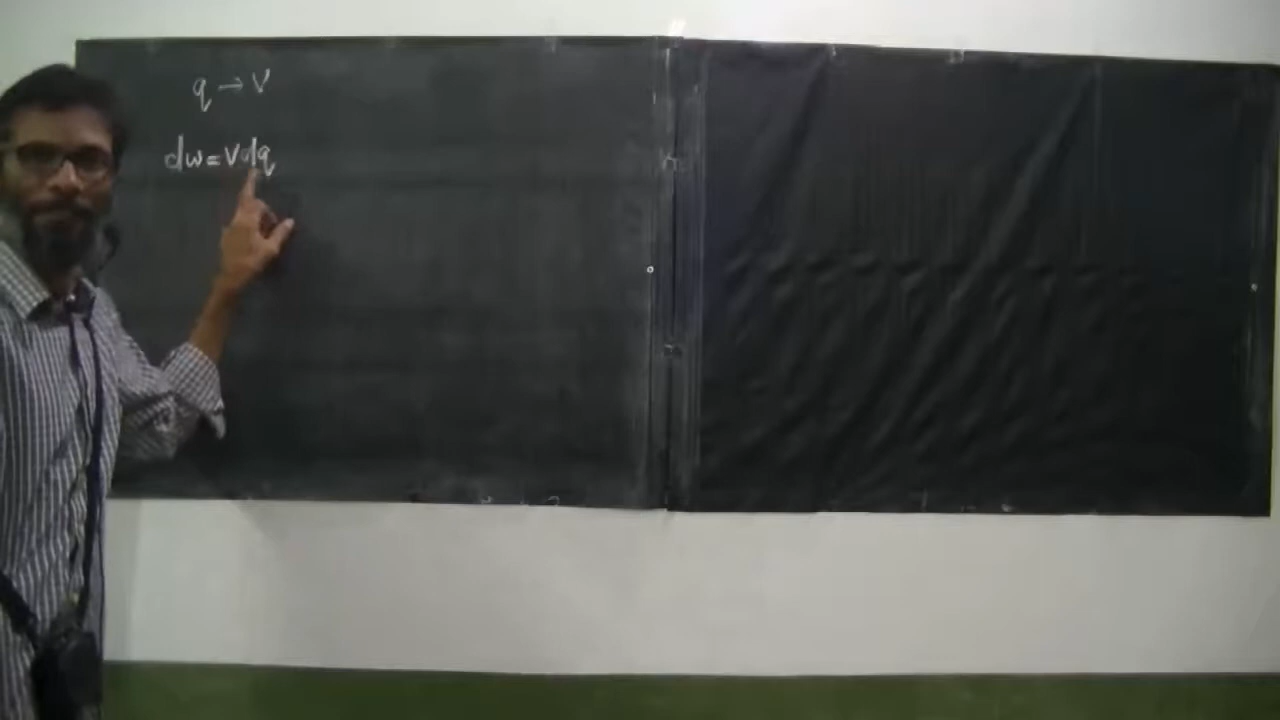 q → V
dw = Vdq